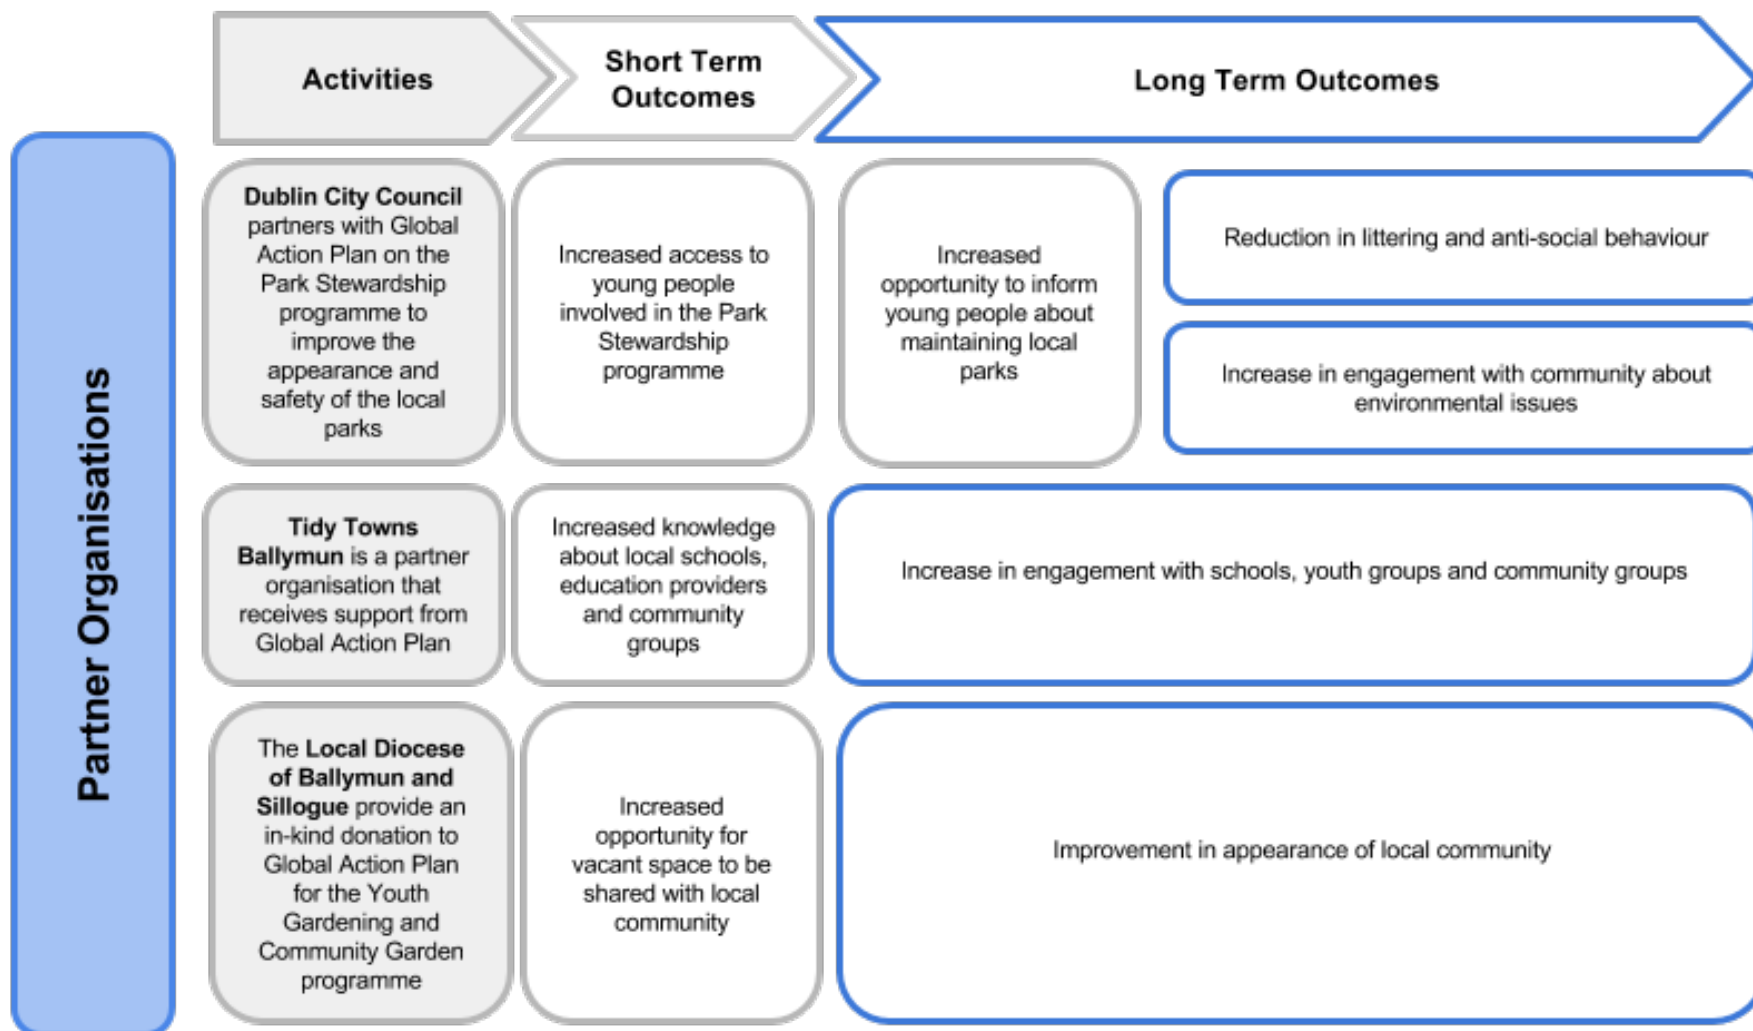 Activities
Short Term
Outcomes
Long Term Outcomes
Partner Organisations
Dublin City Council
partners with Global
Action Plan on the
Park Stewardship
programme to
improve the
appearance and
safety of the local
parks
Increased access to
young people
involved in the Park
Stewardship
programme
Increased
opportunity to inform
young people about
maintaining local
parks
Reduction in littering and anti-social behaviour
Increase in engagement with community about
environmental issues
Tidy Towns
Ballymun is a partner
organisation that
receives support from
Global Action Plan
Increased knowledge
about local schools,
education providers
and community
groups
Increase in engagement with schools, youth groups and community groups
The Local Diocese
of Ballymun and
Sillogue provide an
in-kind donation to
Global Action Plan
for the Youth
Gardening and
Community Garden
programme
Increased
opportunity for
vacant space to be
shared with local
community
Improvement in appearance of local community